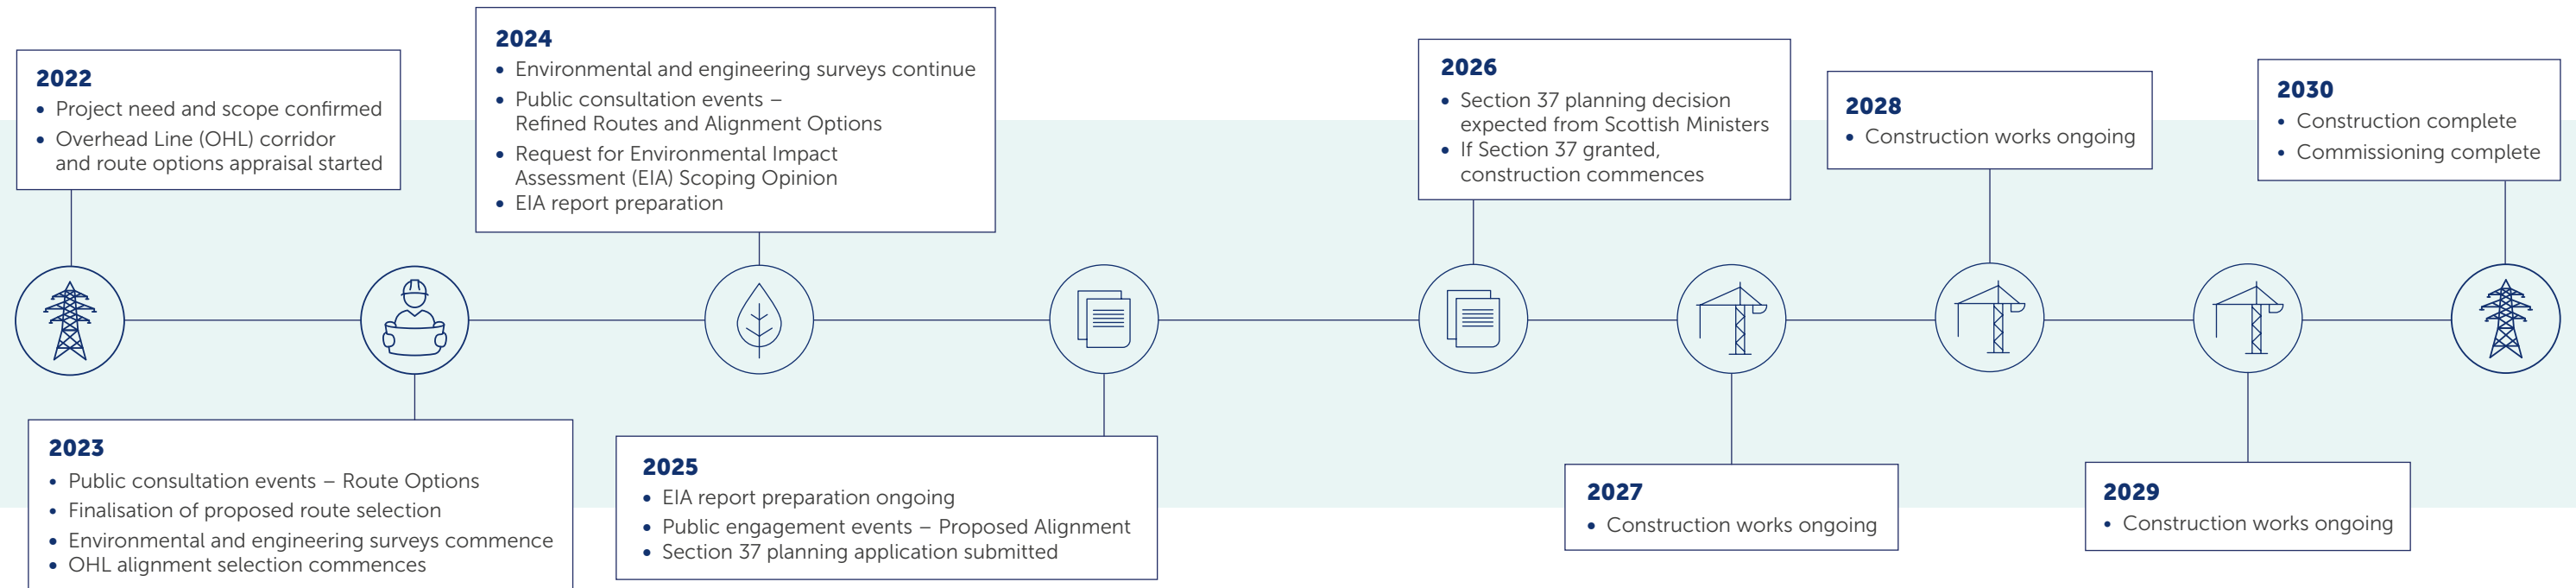 2022
• Project need and scope confirmed
• Overhead Line (OHL) corridor
and route options appraisal started
2023
• Public consultation events – Route Options
• Finalisation of proposed route selection
• Environmental and engineering surveys commence
• OHL alignment selection commences
2024
• Environmental and engineering surveys continue
• Public consultation events –
Refined Routes and Alignment Options
• Request for Environmental Impact
Assessment (EIA) Scoping Opinion
• EIA report preparation
2025
• EIA report preparation ongoing
• Public engagement events – Proposed Alignment
• Section 37 planning application submitted
2026
• Section 37 planning decision
expected from Scottish Ministers
• If Section 37 granted,
construction commences
2027
• Construction works ongoing
2028
• Construction works ongoing
2029
• Construction works ongoing
2030
• Construction complete
• Commissioning complete